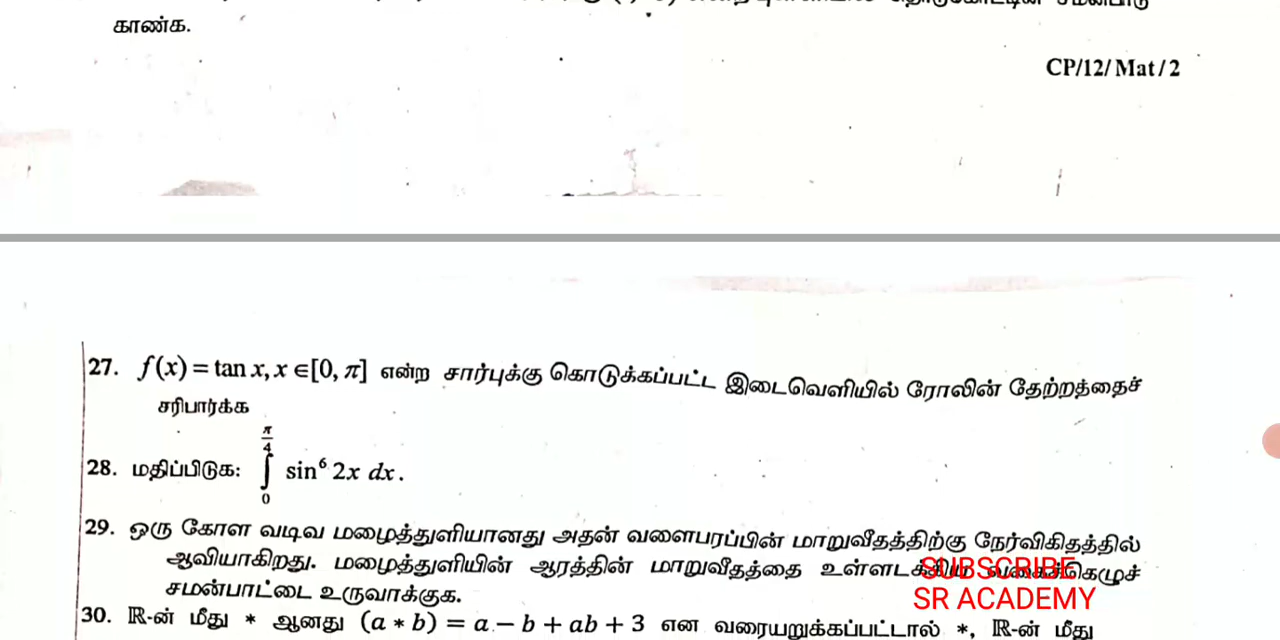 காண்க.
CP/12/ Mat / 2
27. f(x) = tan x, x ∈[0, π] என்ற சார்புக்கு கொடுக்கப்பட்ட இடைவெளியில் ரோலின் தேற்றத்தைச்
சரிபார்க்க
28. மதிப்பிடுக: ∫₀^(π/4) sin⁶ 2x dx.
29. ஒரு கோள வடிவ மழைத்துளியானது அதன் வளைபரப்பின் மாறுவீதத்திற்கு நேர்விகிதத்தில்
ஆவியாகிறது. மழைத்துளியின் ஆரத்தின் மாறுவீதத்தை உள்ளடக்கிய வகைக்கெழுச்
SUBSCRIBE
சமன்பாட்டை உருவாக்குக.
SR ACADEMY
30. ℝ-ன் மீது * ஆனது (a * b) = a – b + ab + 3 என வரையறுக்கப்பட்டால் *, ℝ-ன் மீது